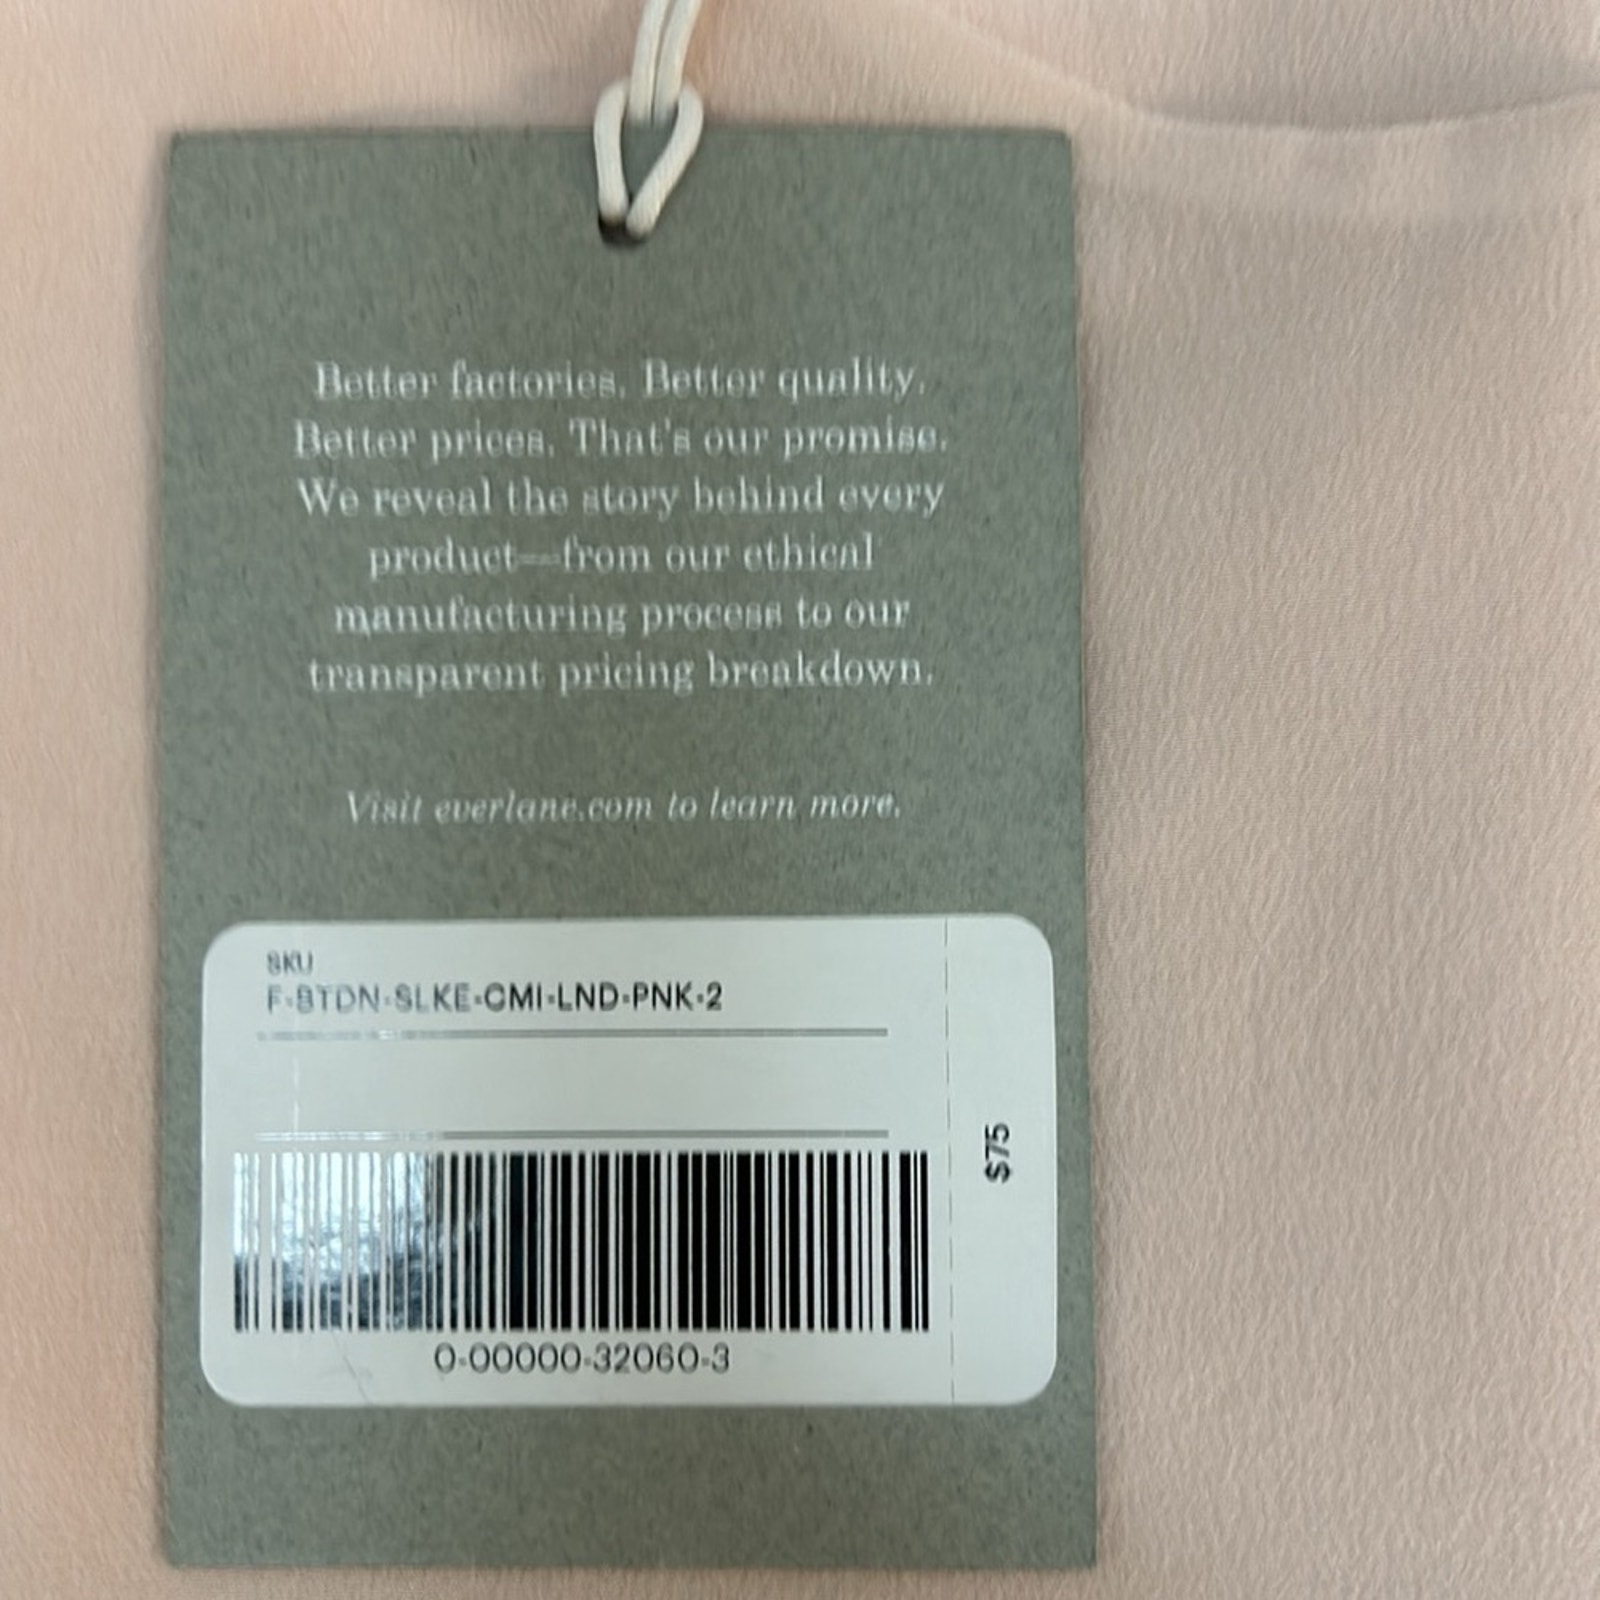 Better factories. Better quality.
Better prices. That's our promise.
We reveal the story behind every
product—from our ethical
manufacturing process to our
transparent pricing breakdown.
Visit everlane.com to learn more.
SKU
F-BTDN-SLKE-CMI-LND-PNK-2
$75
0-00000-32060-3